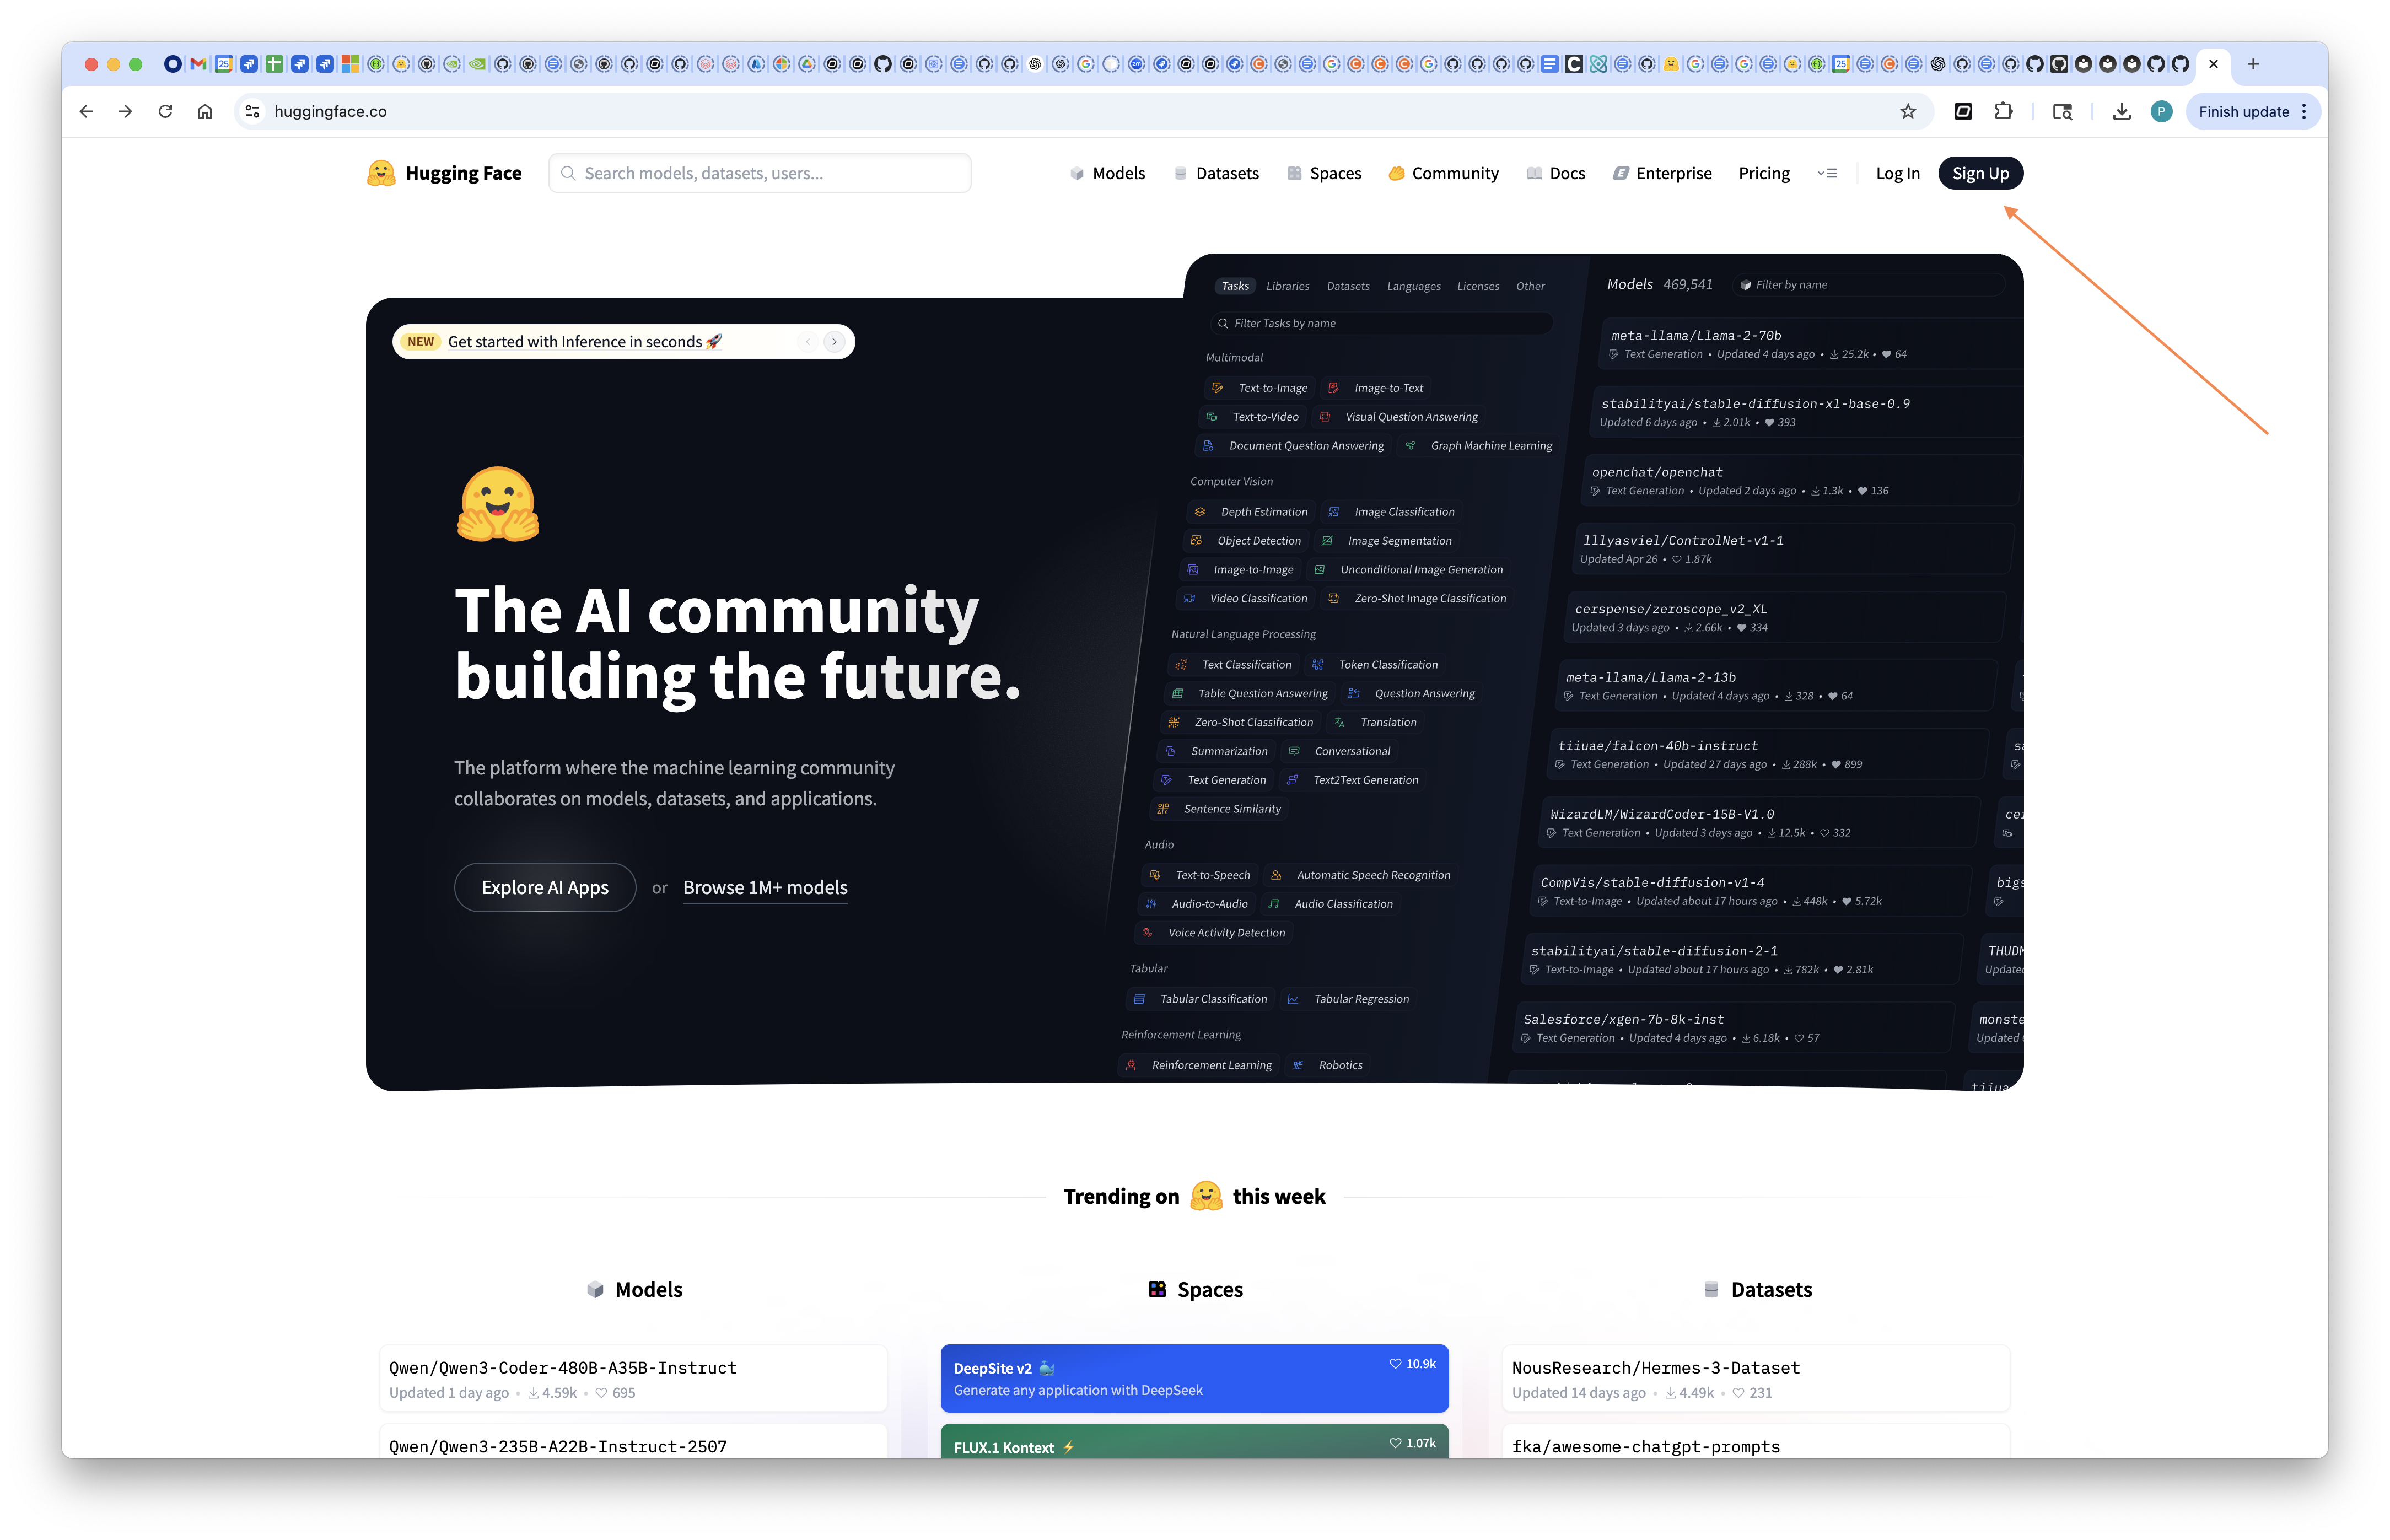 huggingface.co
Finish update
Hugging Face
Search models, datasets, users...
Models
Datasets
Spaces
Community
Docs
Enterprise
Pricing
Log In
Sign Up
NEW Get started with Inference in seconds 🚀
The AI community
building the future.
The platform where the machine learning community
collaborates on models, datasets, and applications.
Explore AI Apps or Browse 1M+ models
Tasks Libraries Datasets Languages Licenses Other
Filter Tasks by name
Multimodal
Text-to-Image Image-to-Text
Text-to-Video Visual Question Answering
Document Question Answering Graph Machine Learning
Computer Vision
Depth Estimation Image Classification
Object Detection Image Segmentation
Image-to-Image Unconditional Image Generation
Video Classification Zero-Shot Image Classification
Natural Language Processing
Text Classification Token Classification
Table Question Answering Question Answering
Zero-Shot Classification Translation
Summarization Conversational
Text Generation Text2Text Generation
Sentence Similarity
Audio
Text-to-Speech Automatic Speech Recognition
Audio-to-Audio Audio Classification
Voice Activity Detection
Tabular
Tabular Classification Tabular Regression
Reinforcement Learning
Reinforcement Learning Robotics
Models 469,541 Filter by name
meta-llama/Llama-2-70b
Text Generation • Updated 4 days ago • 25.2k • 64
stabilityai/stable-diffusion-xl-base-0.9
Updated 6 days ago • 2.01k • 393
openchat/openchat
Text Generation • Updated 2 days ago • 1.3k • 136
lllyasviel/ControlNet-v1-1
Updated Apr 26 • 1.87k
cerspense/zeroscope_v2_XL
Updated 3 days ago • 2.66k • 334
meta-llama/Llama-2-13b
Text Generation • Updated 4 days ago • 328 • 64
tiiuae/falcon-40b-instruct
Text Generation • Updated 27 days ago • 288k • 899
WizardLM/WizardCoder-15B-V1.0
Text Generation • Updated 3 days ago • 12.5k • 332
CompVis/stable-diffusion-v1-4
Text-to-Image • Updated about 17 hours ago • 448k • 5.72k
stabilityai/stable-diffusion-2-1
Text-to-Image • Updated about 17 hours ago • 782k • 2.81k
Salesforce/xgen-7b-8k-inst
Text Generation • Updated 4 days ago • 6.18k • 57
bigs
THUDM
Updated
monste
Updated
tiiua
Trending on 🤗 this week
Models
Qwen/Qwen3-Coder-480B-A35B-Instruct
Updated 1 day ago • 4.59k • 695
Qwen/Qwen3-235B-A22B-Instruct-2507
Spaces
DeepSite v2 🐳 10.9k
Generate any application with DeepSeek
FLUX.1 Kontext ⚡ 1.07k
Datasets
NousResearch/Hermes-3-Dataset
Updated 14 days ago • 4.49k • 231
fka/awesome-chatgpt-prompts